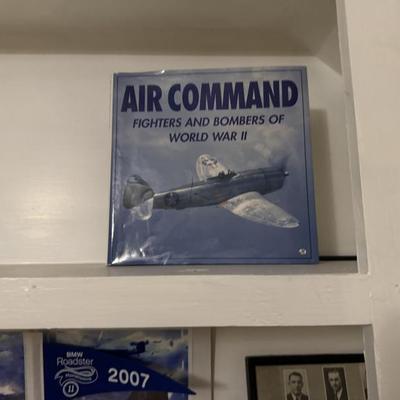 AIR COMMAND
FIGHTERS AND BOMBERS OF
WORLD WAR II
BMW
Roadster
2007